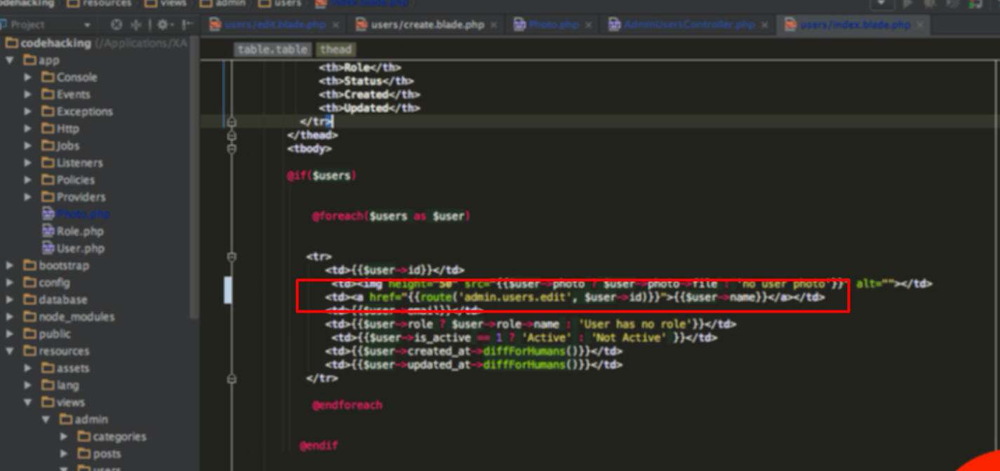 codehacking resources views admin users index.blade.php
Project
users/edit.blade.php × users/create.blade.php × Photo.php × AdminUsersController.php × users/index.blade.php ×
codehacking (/Applications/XA
table.table thead
app
Console
Events
Exceptions
Http
Jobs
Listeners
Policies
Providers
Photo.php
Role.php
User.php
bootstrap
config
database
node_modules
public
resources
assets
lang
views
admin
categories
posts
users
<th>Role</th>
<th>Status</th>
<th>Created</th>
<th>Updated</th>
</tr>
</thead>
<tbody>
@if($users)
@foreach($users as $user)
<tr>
<td>{{$user->id}}</td>
<td><img height="50" src="{{$user->photo ? $user->photo->file : 'no user photo'}}" alt=""></td>
<td><a href="{{route('admin.users.edit', $user->id)}}">{{$user->name}}</a></td>
<td>{{$user->email}}</td>
<td>{{$user->role ? $user->role->name : 'User has no role'}}</td>
<td>{{$user->is_active == 1 ? 'Active' : 'Not Active' }}</td>
<td>{{$user->created_at->diffForHumans()}}</td>
<td>{{$user->updated_at->diffForHumans()}}</td>
</tr>
@endforeach
@endif